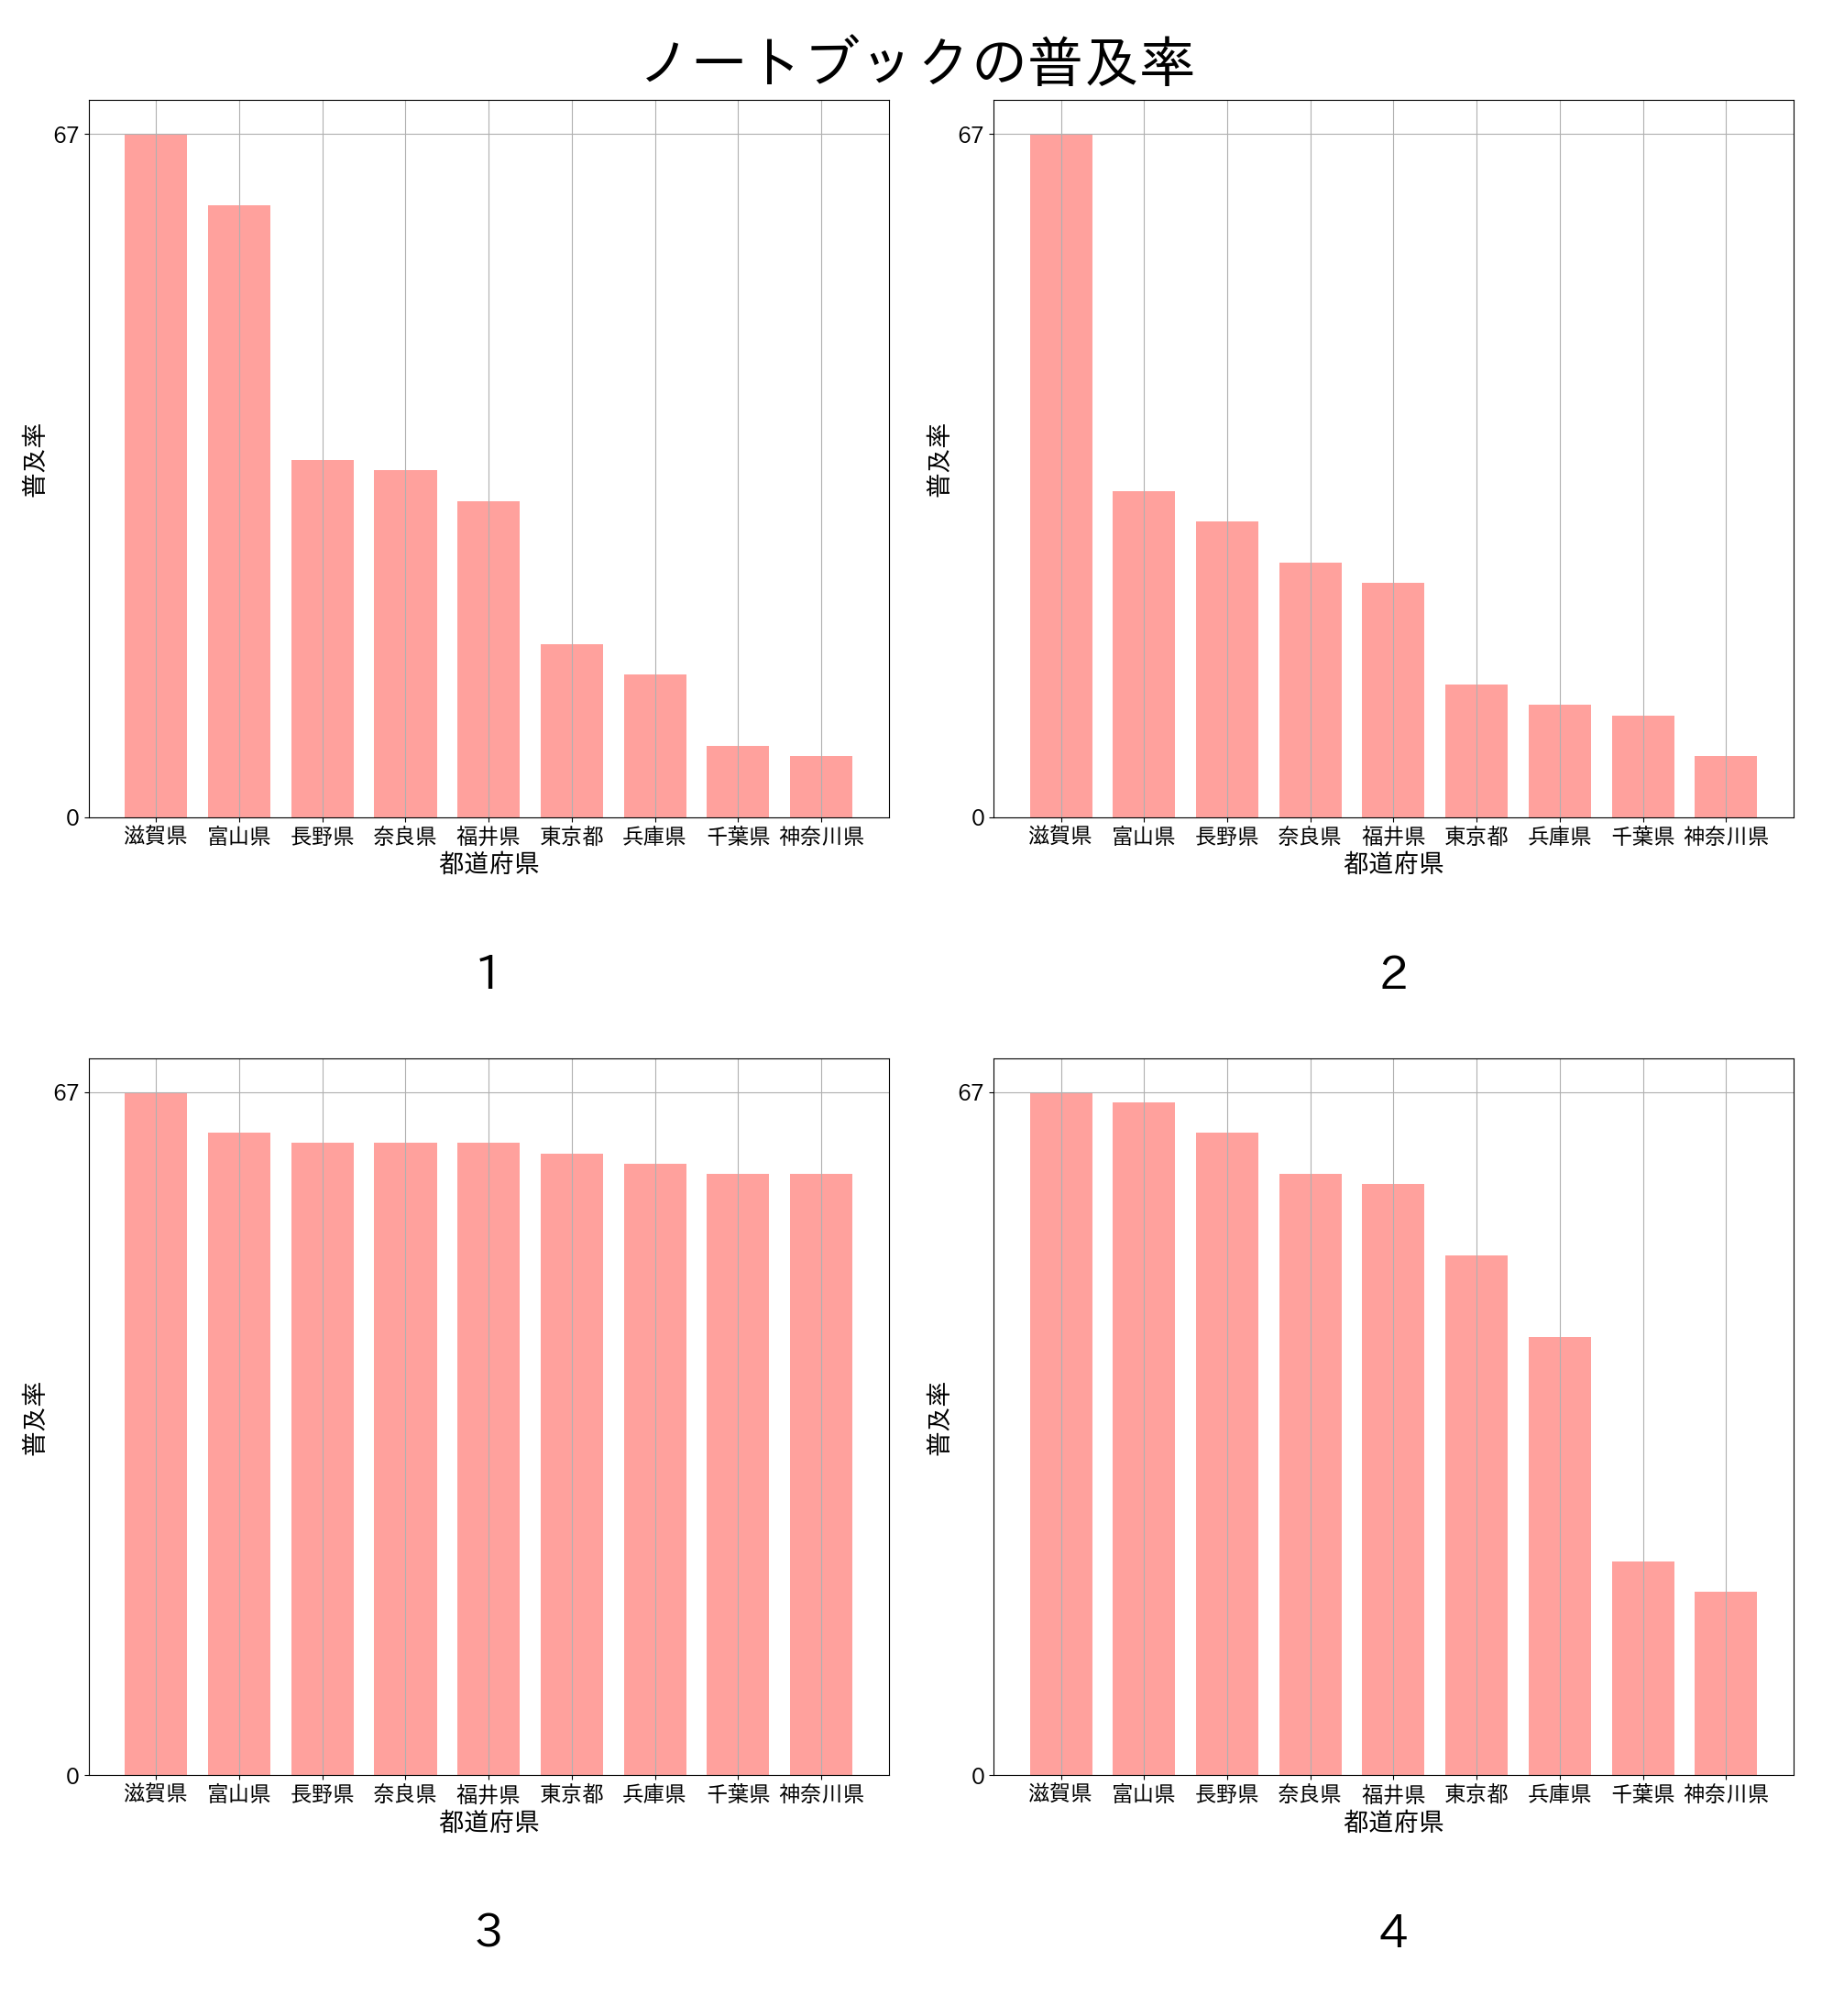 ノートブックの普及率
67
0
普及率
滋賀県 富山県 長野県 奈良県 福井県 東京都 兵庫県 千葉県 神奈川県
都道府県
1
67
0
普及率
滋賀県 富山県 長野県 奈良県 福井県 東京都 兵庫県 千葉県 神奈川県
都道府県
2
67
0
普及率
滋賀県 富山県 長野県 奈良県 福井県 東京都 兵庫県 千葉県 神奈川県
都道府県
3
67
0
普及率
滋賀県 富山県 長野県 奈良県 福井県 東京都 兵庫県 千葉県 神奈川県
都道府県
4